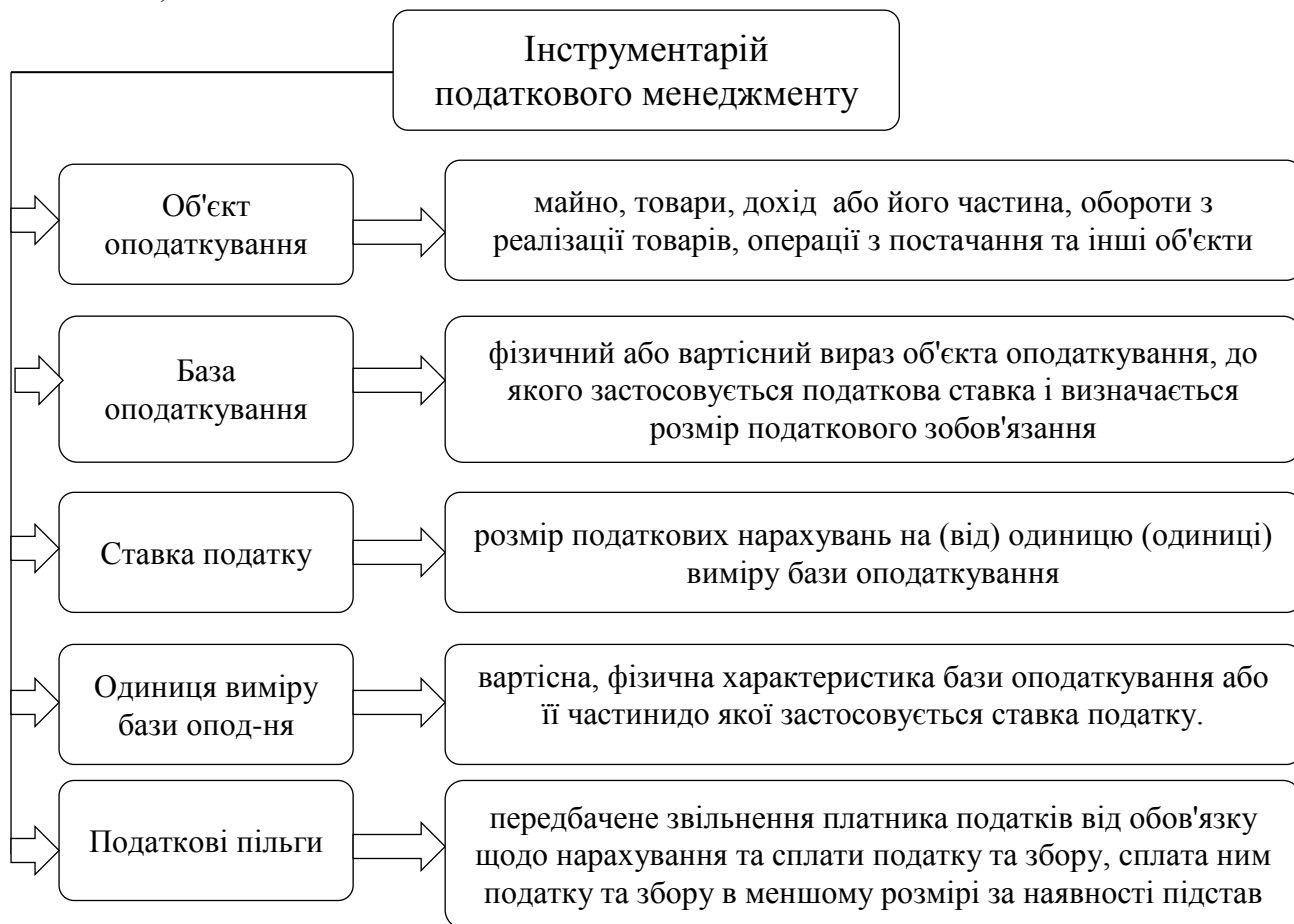 Інструментарій
податкового менеджменту
Об'єкт
оподаткування
майно, товари, дохід або його частина, обороти з
реалізації товарів, операції з постачання та інші об'єкти
База
оподаткування
фізичний або вартісний вираз об'єкта оподаткування, до
якого застосовується податкова ставка і визначається
розмір податкового зобов'язання
Ставка податку
розмір податкових нарахувань на (від) одиницю (одиниці)
виміру бази оподаткування
Одиниця виміру
бази опод-ня
вартісна, фізична характеристика бази оподаткування або
її частинидо якої застосовується ставка податку.
Податкові пільги
передбачене звільнення платника податків від обов'язку
щодо нарахування та сплати податку та збору, сплата ним
податку та збору в меншому розмірі за наявності підстав